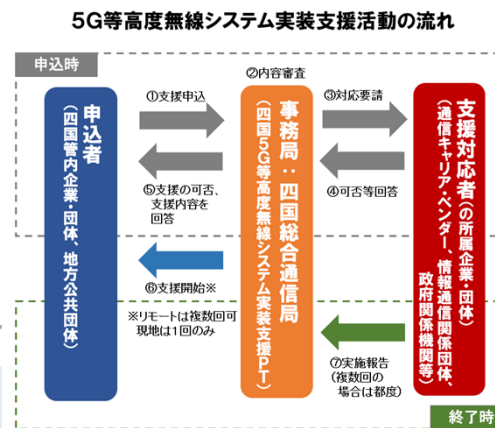 5G等高度無線システム実装支援活動の流れ
申込時
申込者
(四国管内企業・団体、地方公共団体)
①支援申込
⑤支援の可否、
支援内容を
回答
⑥支援開始※
※リモートは複数回可
現地は1回のみ
②内容審査
事務局：四国総合通信局
(四国5G等高度無線システム実装支援PT)
③対応要請
④可否等回答
⑦実施報告
(複数回の
場合は都度)
支援対応者(の所属企業・団体)
(通信キャリア・ベンダー、情報通信関係団体、
政府関係機関等)
終了時